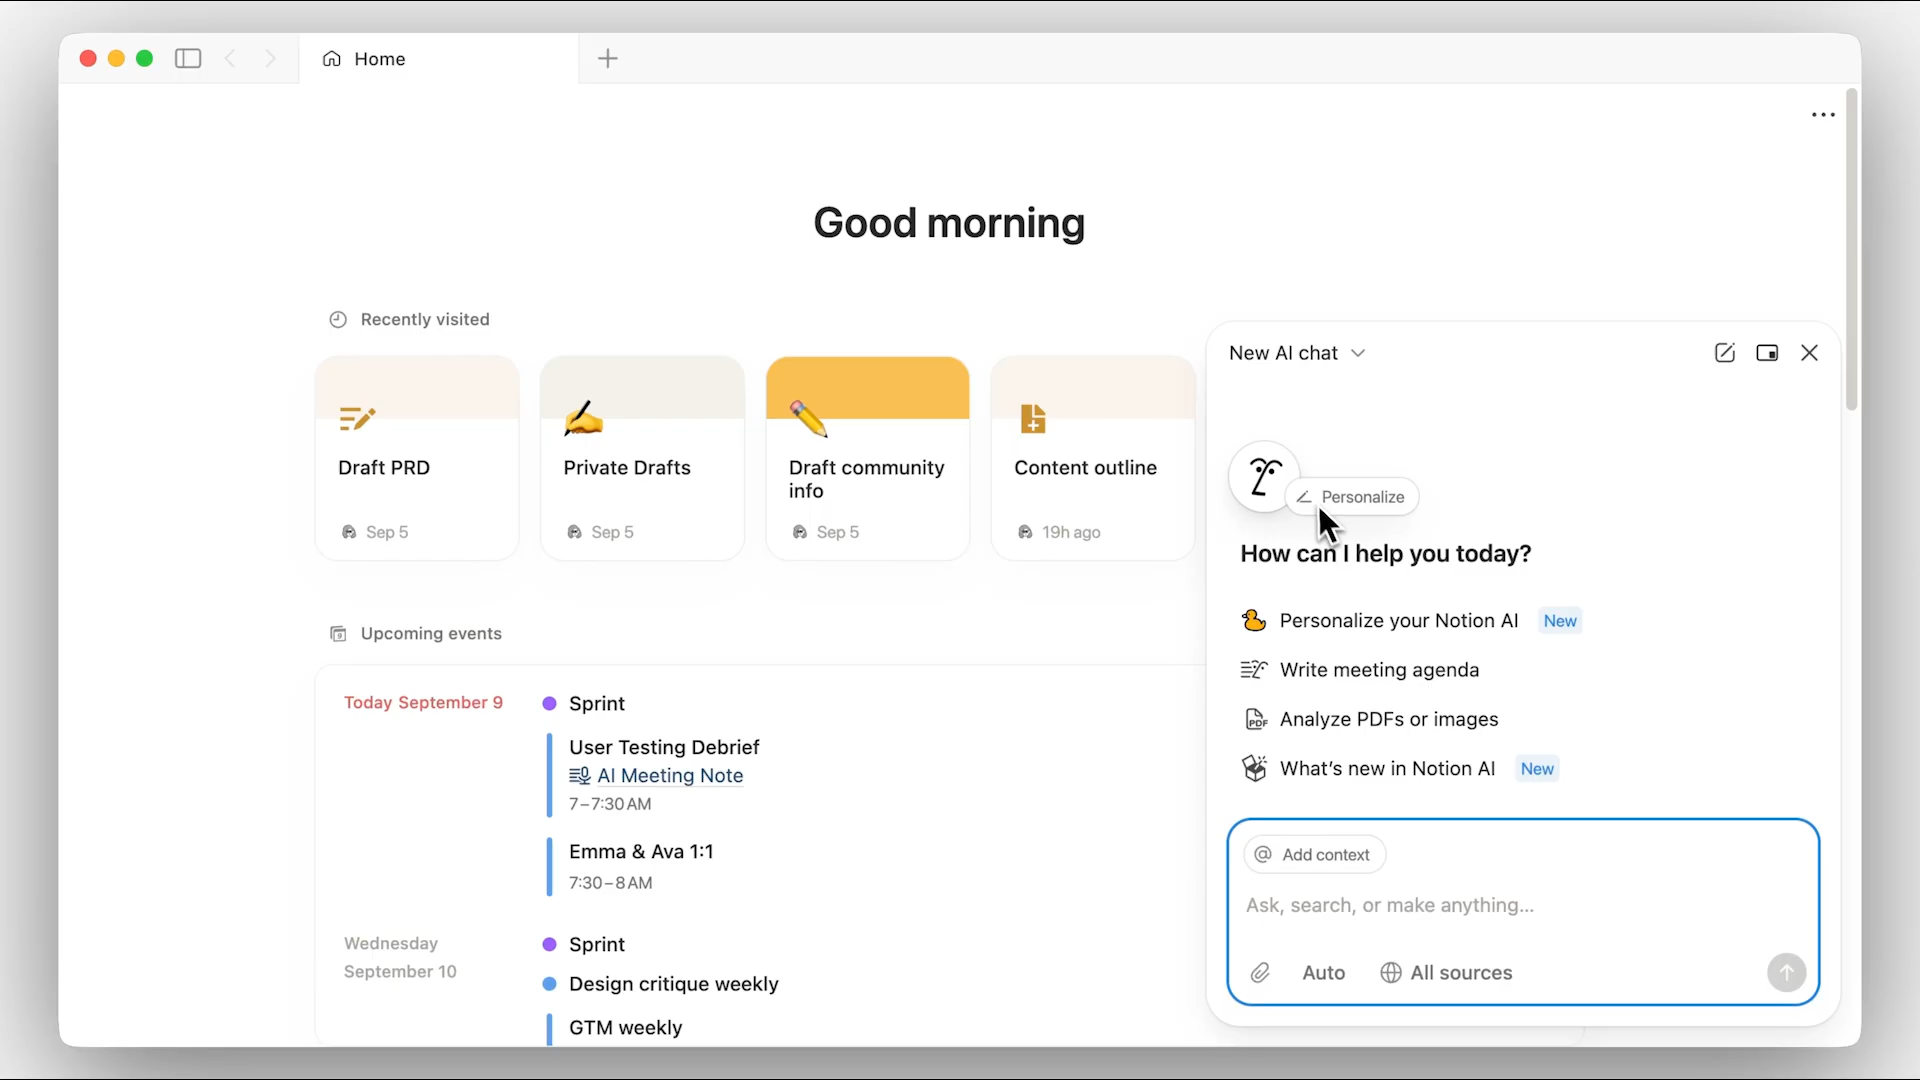 Home
Good morning
Recently visited
Draft PRD
Sep 5
Private Drafts
Sep 5
Draft community
info
Sep 5
Content outline
19h ago
Upcoming events
Today September 9
Sprint
User Testing Debrief
AI Meeting Note
7–7:30 AM
Emma & Ava 1:1
7:30–8 AM
Wednesday
September 10
Sprint
Design critique weekly
GTM weekly
New AI chat
Personalize
How can I help you today?
Personalize your Notion AI New
Write meeting agenda
PDF
Analyze PDFs or images
What's new in Notion AI New
@ Add context
Ask, search, or make anything...
Auto
All sources